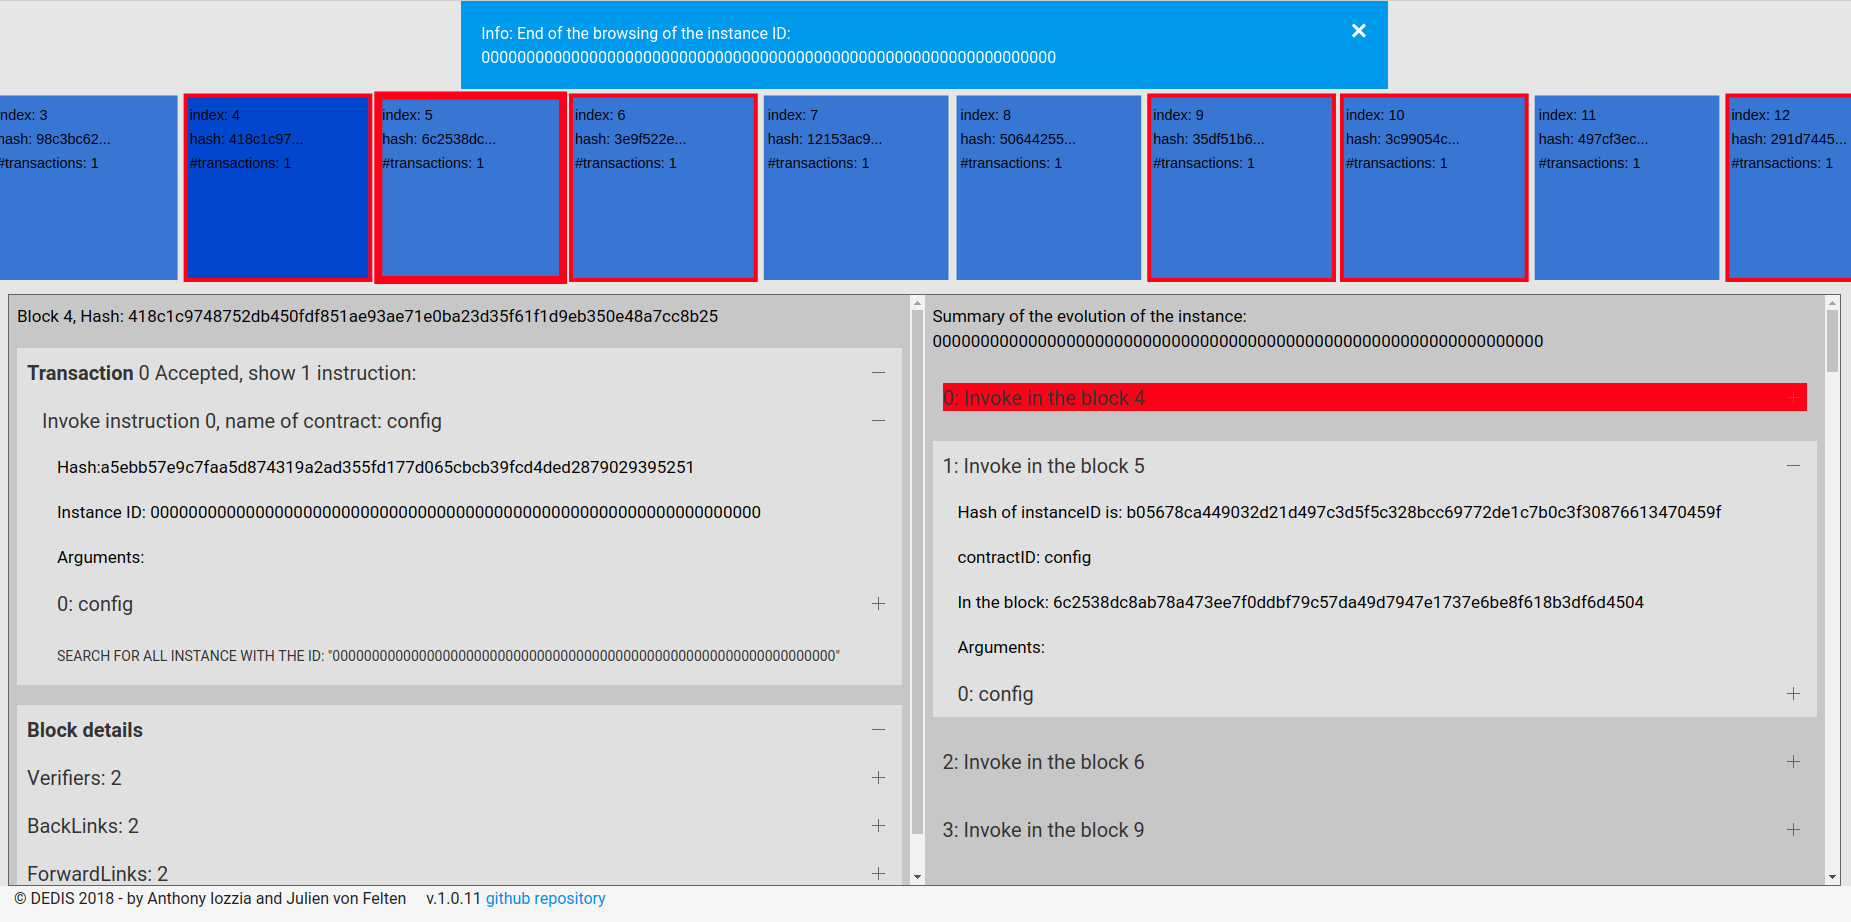 Info: End of the browsing of the instance ID:
0000000000000000000000000000000000000000000000000000000000000000
ndex: 3
hash: 98c3bc62...
#transactions: 1
index: 4
hash: 418c1c97...
#transactions: 1
index: 5
hash: 6c2538dc...
#transactions: 1
index: 6
hash: 3e9f522e...
#transactions: 1
index: 7
hash: 12153ac9...
#transactions: 1
index: 8
hash: 50644255...
#transactions: 1
index: 9
hash: 35df51b6...
#transactions: 1
index: 10
hash: 3c99054c...
#transactions: 1
index: 11
hash: 497cf3ec...
#transactions: 1
index: 12
hash: 291d7445...
#transactions: 1
Block 4, Hash: 418c1c9748752db450fdf851ae93ae71e0ba23d35f61f1d9eb350e48a7cc8b25
Transaction 0 Accepted, show 1 instruction:
Invoke instruction 0, name of contract: config
Hash:a5ebb57e9c7faa5d874319a2ad355fd177d065cbcb39fcd4ded2879029395251
Instance ID: 0000000000000000000000000000000000000000000000000000000000000000
Arguments:
0: config
SEARCH FOR ALL INSTANCE WITH THE ID: "0000000000000000000000000000000000000000000000000000000000000000"
Block details
Verifiers: 2
BackLinks: 2
ForwardLinks: 2
Summary of the evolution of the instance:
0000000000000000000000000000000000000000000000000000000000000000
0: Invoke in the block 4
1: Invoke in the block 5
Hash of instanceID is: b05678ca449032d21d497c3d5f5c328bcc69772de1c7b0c3f30876613470459f
contractID: config
In the block: 6c2538dc8ab78a473ee7f0ddbf79c57da49d7947e1737e6be8f618b3df6d4504
Arguments:
0: config
2: Invoke in the block 6
3: Invoke in the block 9
© DEDIS 2018 - by Anthony Iozzia and Julien von Felten v.1.0.11 github repository